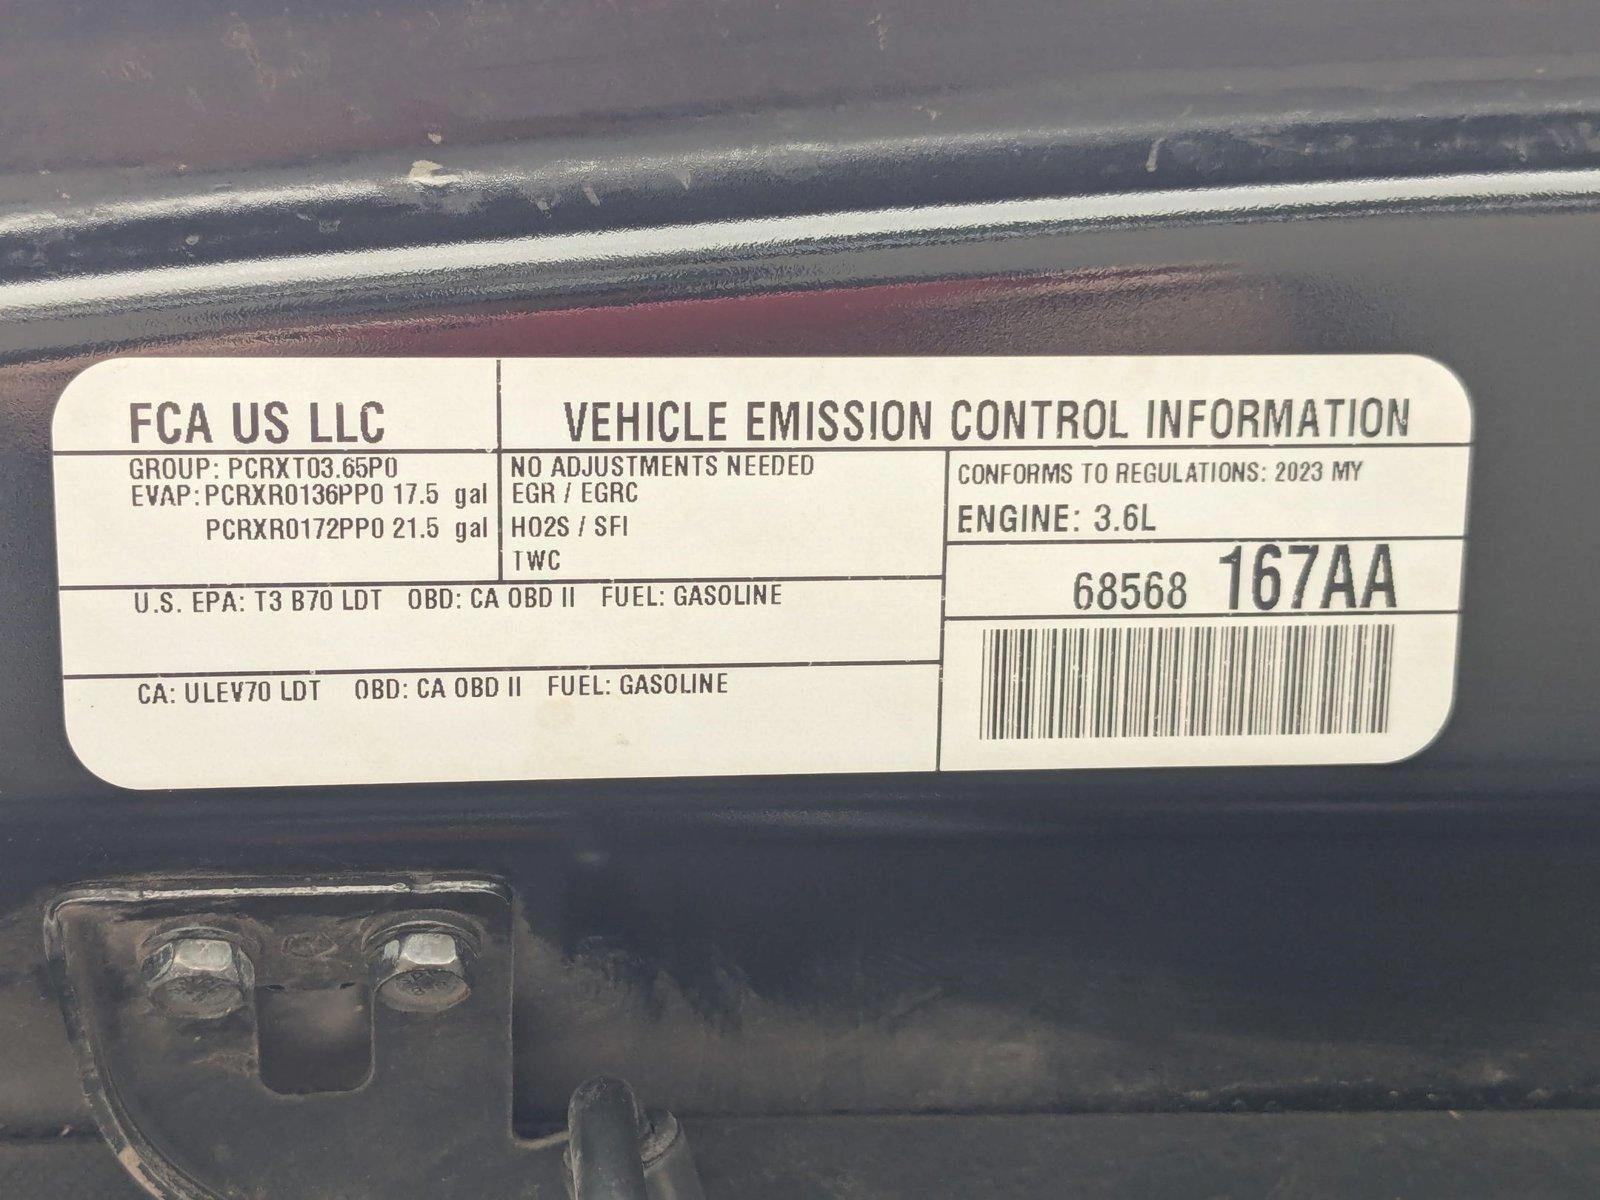 FCA US LLC
VEHICLE EMISSION CONTROL INFORMATION
GROUP: PCRXT03.65P0
EVAP: PCRXR0136PP0 17.5 gal
PCRXR0172PP0 21.5 gal
NO ADJUSTMENTS NEEDED
EGR / EGRC
HO2S / SFI
TWC
CONFORMS TO REGULATIONS: 2023 MY
ENGINE: 3.6L
68568 167AA
U.S. EPA: T3 B70 LDT OBD: CA OBD II FUEL: GASOLINE
CA: ULEV70 LDT OBD: CA OBD II FUEL: GASOLINE